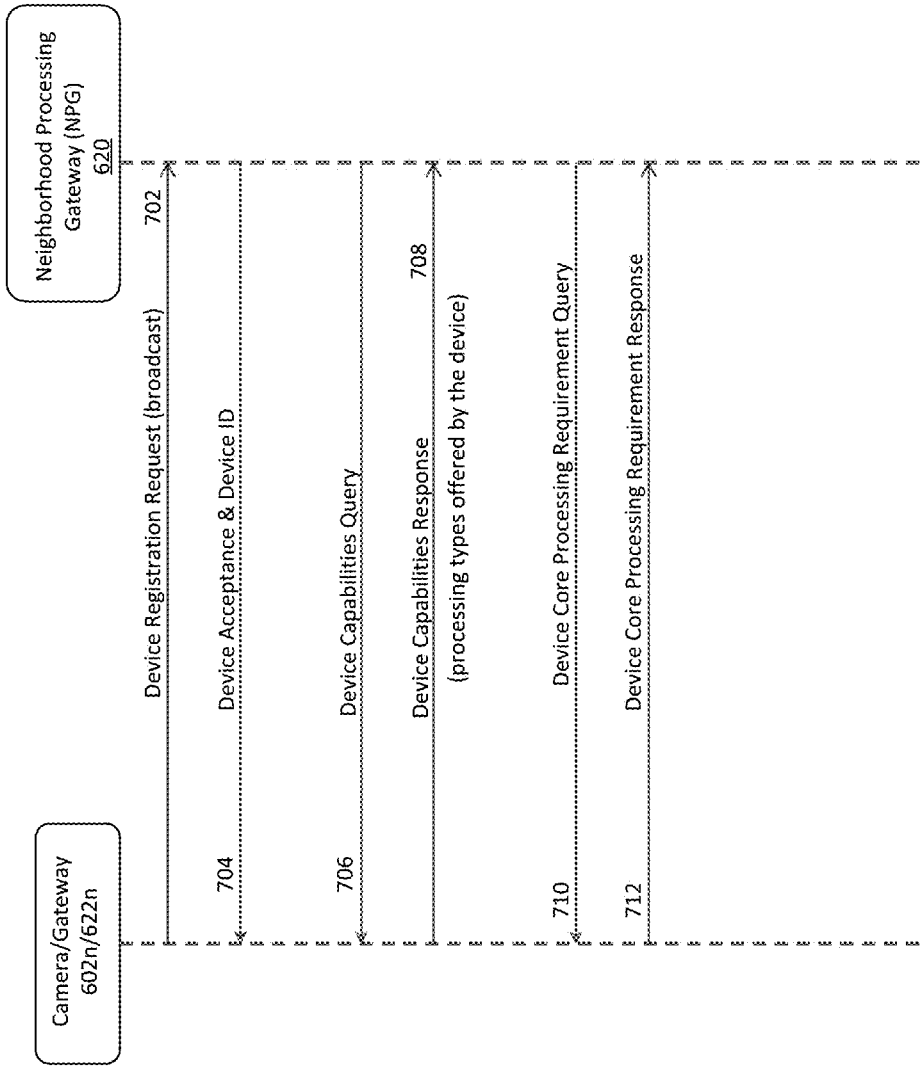 Camera/Gateway
602n/622n
Neighborhood Processing
Gateway (NPG)
620
Device Registration Request (broadcast)
702
704
Device Acceptance & Device ID
706
Device Capabilities Query
Device Capabilities Response
708
(processing types offered by the device)
710
Device Core Processing Requirement Query
712
Device Core Processing Requirement Response